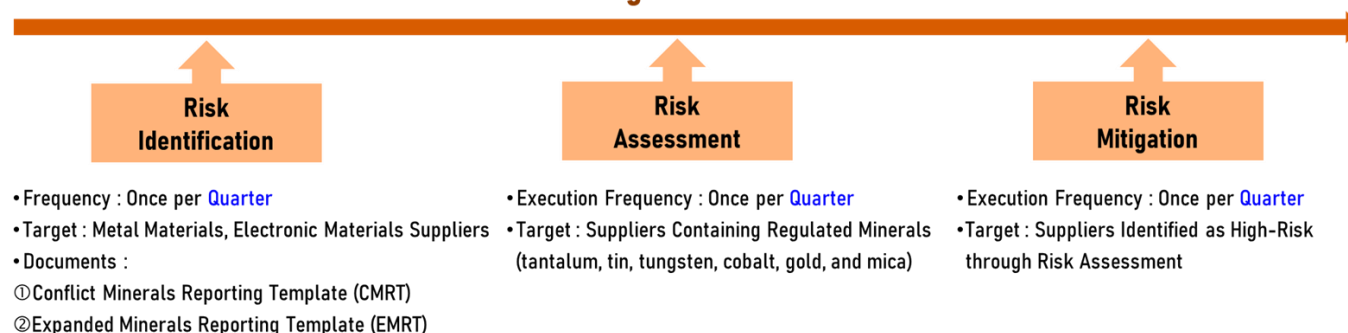 Risk
Identification
•Frequency : Once per Quarter
•Target : Metal Materials, Electronic Materials Suppliers
•Documents :
①Conflict Minerals Reporting Template (CMRT)
②Expanded Minerals Reporting Template (EMRT)
Risk
Assessment
•Execution Frequency : Once per Quarter
•Target : Suppliers Containing Regulated Minerals
(tantalum, tin, tungsten, cobalt, gold, and mica)
Risk
Mitigation
•Execution Frequency : Once per Quarter
•Target : Suppliers Identified as High-Risk
through Risk Assessment